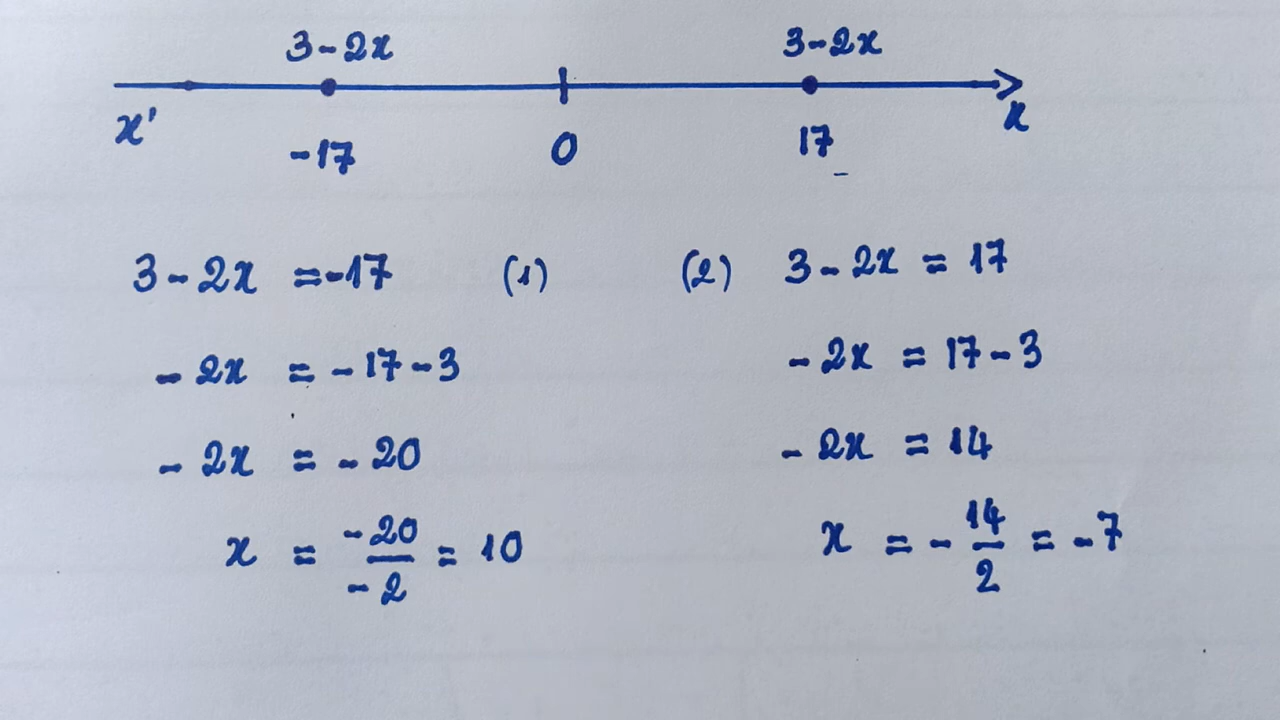 3-2x 3-2x
x' x
-17 0 17
3-2x =-17 (1) (2) 3-2x = 17
-2x = -17-3 -2x = 17-3
-2x = -20 -2x = 14
x = -20/-2 = 10 x = -14/2 = -7